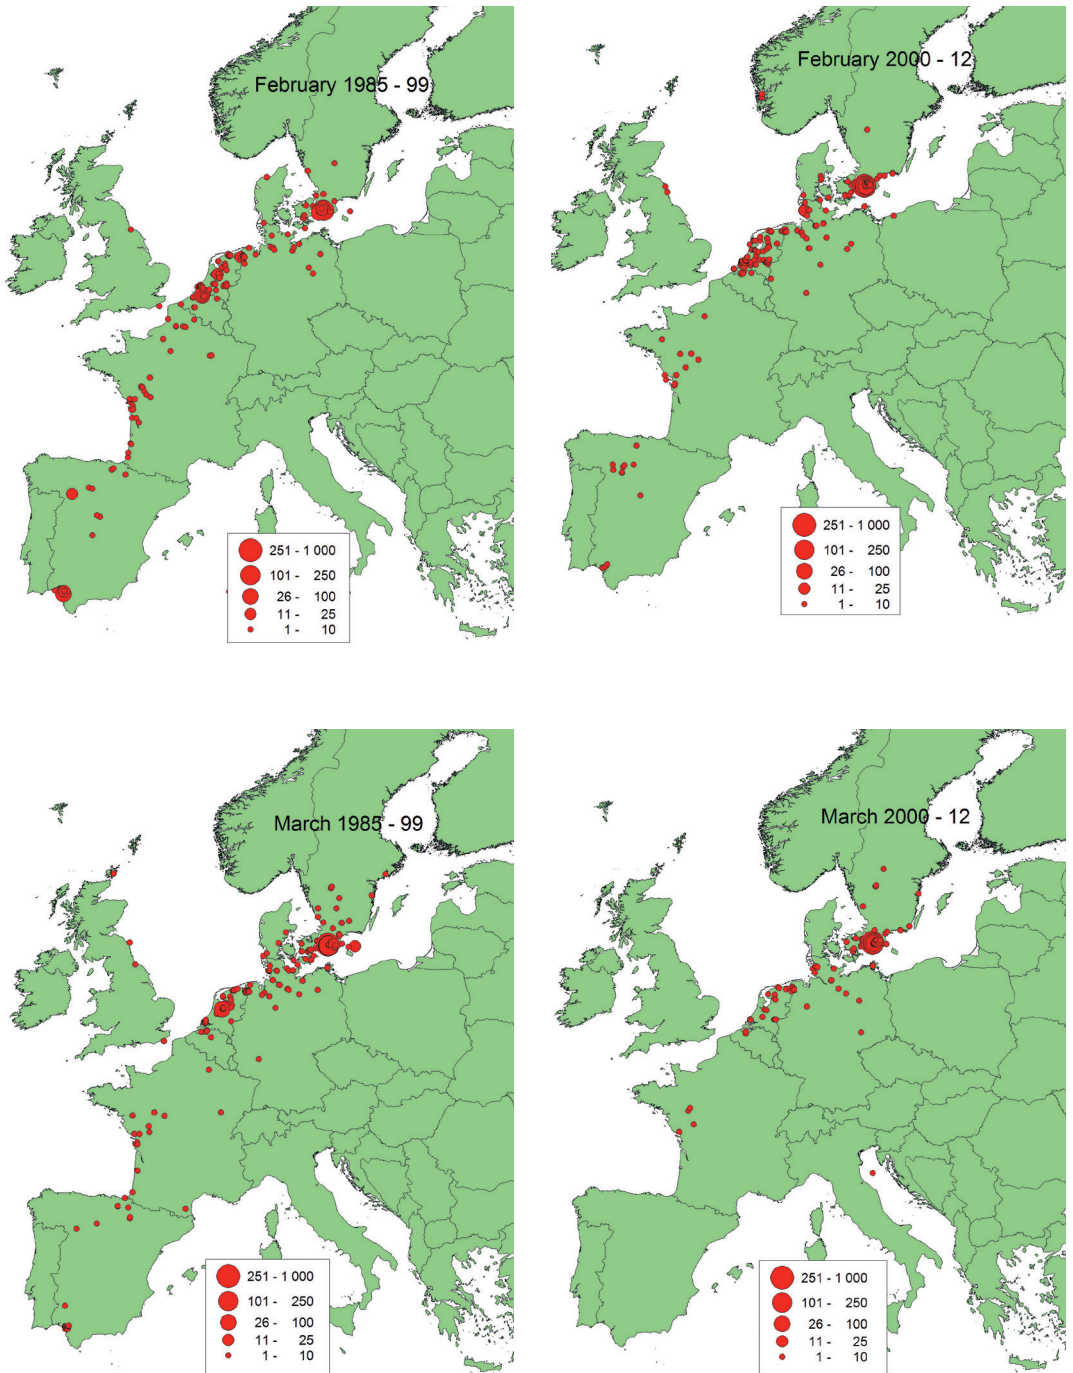 February 1985 - 99
251 - 1 000
101 - 250
26 - 100
11 - 25
1 - 10
February 2000 - 12
251 - 1 000
101 - 250
26 - 100
11 - 25
1 - 10
March 1985 - 99
251 - 1 000
101 - 250
26 - 100
11 - 25
1 - 10
March 2000 - 12
251 - 1 000
101 - 250
26 - 100
11 - 25
1 - 10